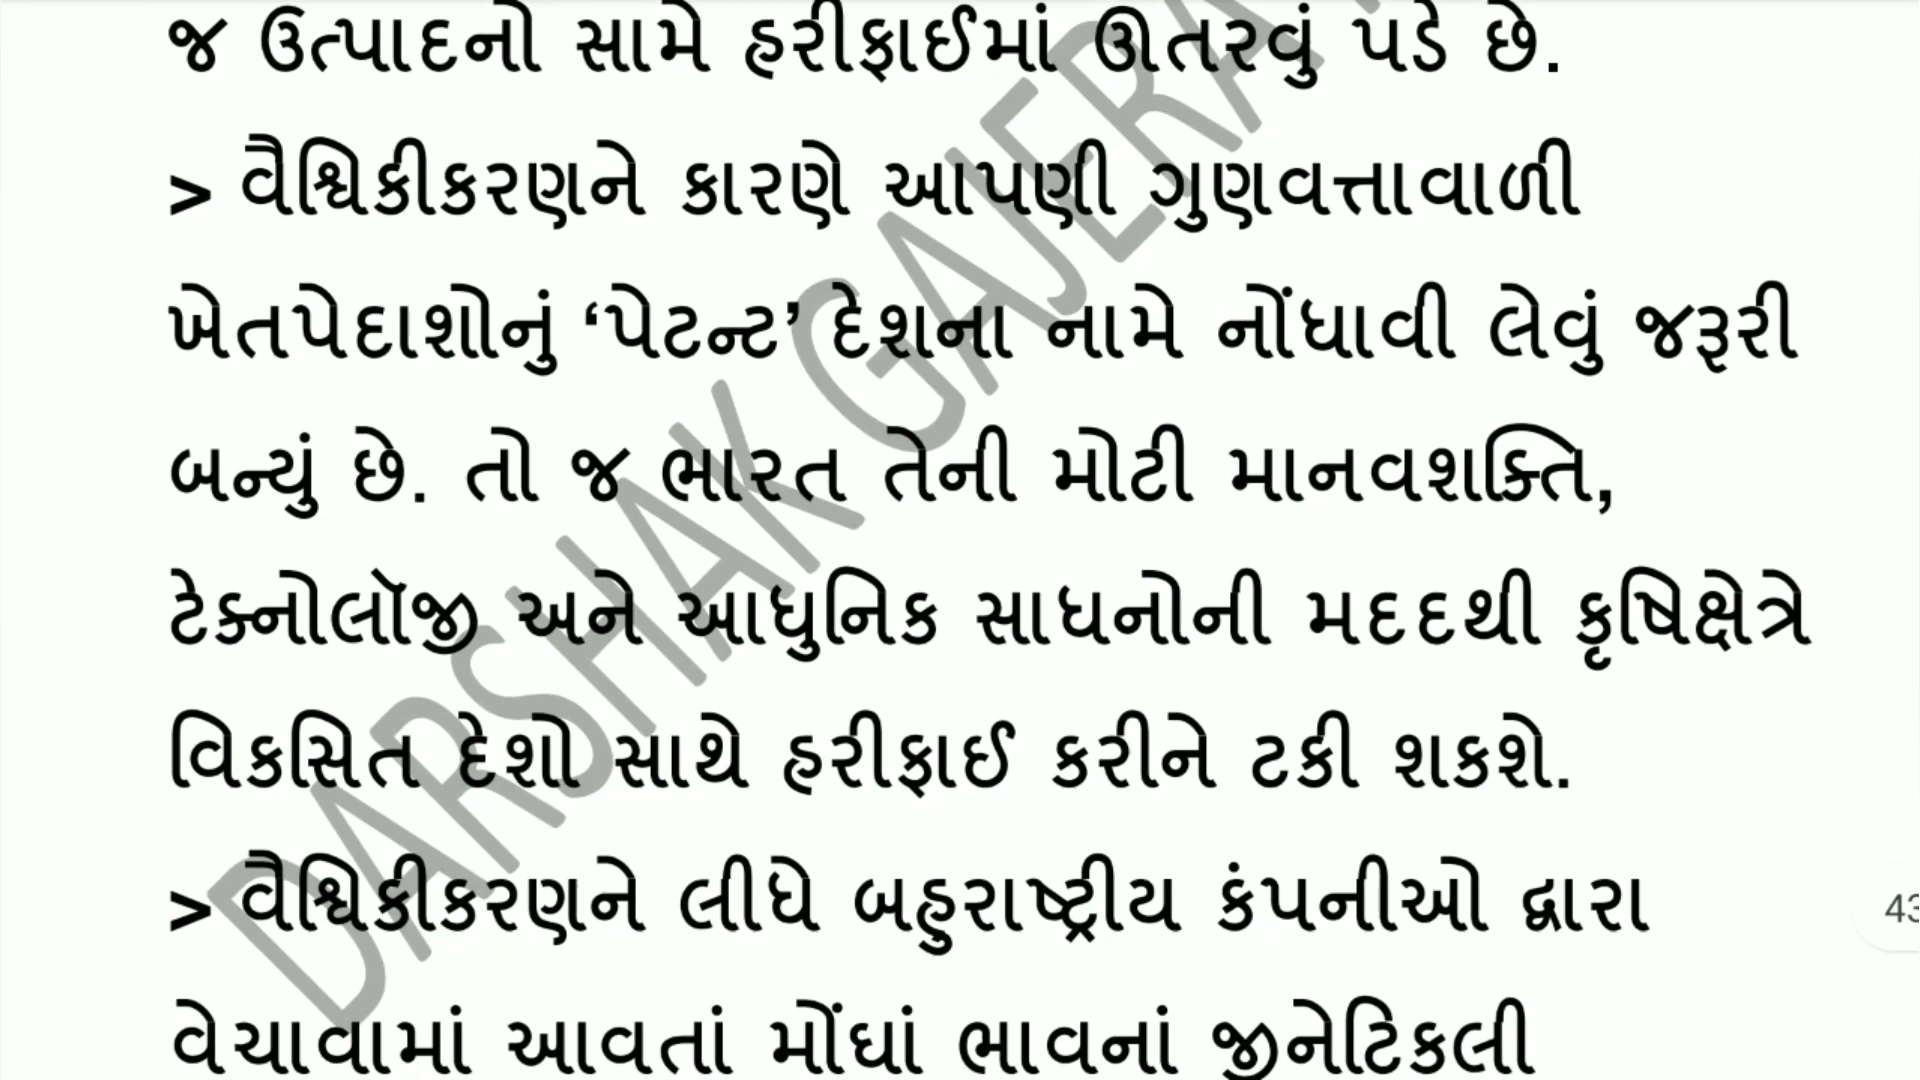 જ ઉત્પાદનો સામે હરીફાઈમાં ઊતરવું પડે છે.
> વૈશ્વિકીકરણને કારણે આપણી ગુણવત્તાવાળી
ખેતપેદાશોનું ‘પેટન્ટ’ દેશના નામે નોંધાવી લેવું જરૂરી
બન્યું છે. તો જ ભારત તેની મોટી માનવશક્તિ,
ટેક્નોલૉજી અને આધુનિક સાધનોની મદદથી કૃષિક્ષેત્રે
વિકસિત દેશો સાથે હરીફાઈ કરીને ટકી શકશે.
> વૈશ્વિકીકરણને લીધે બહુરાષ્ટ્રીય કંપનીઓ દ્વારા
વેચાવામાં આવતાં મોંઘાં ભાવનાં જીનેટિકલી
DARSHAK GAJERA